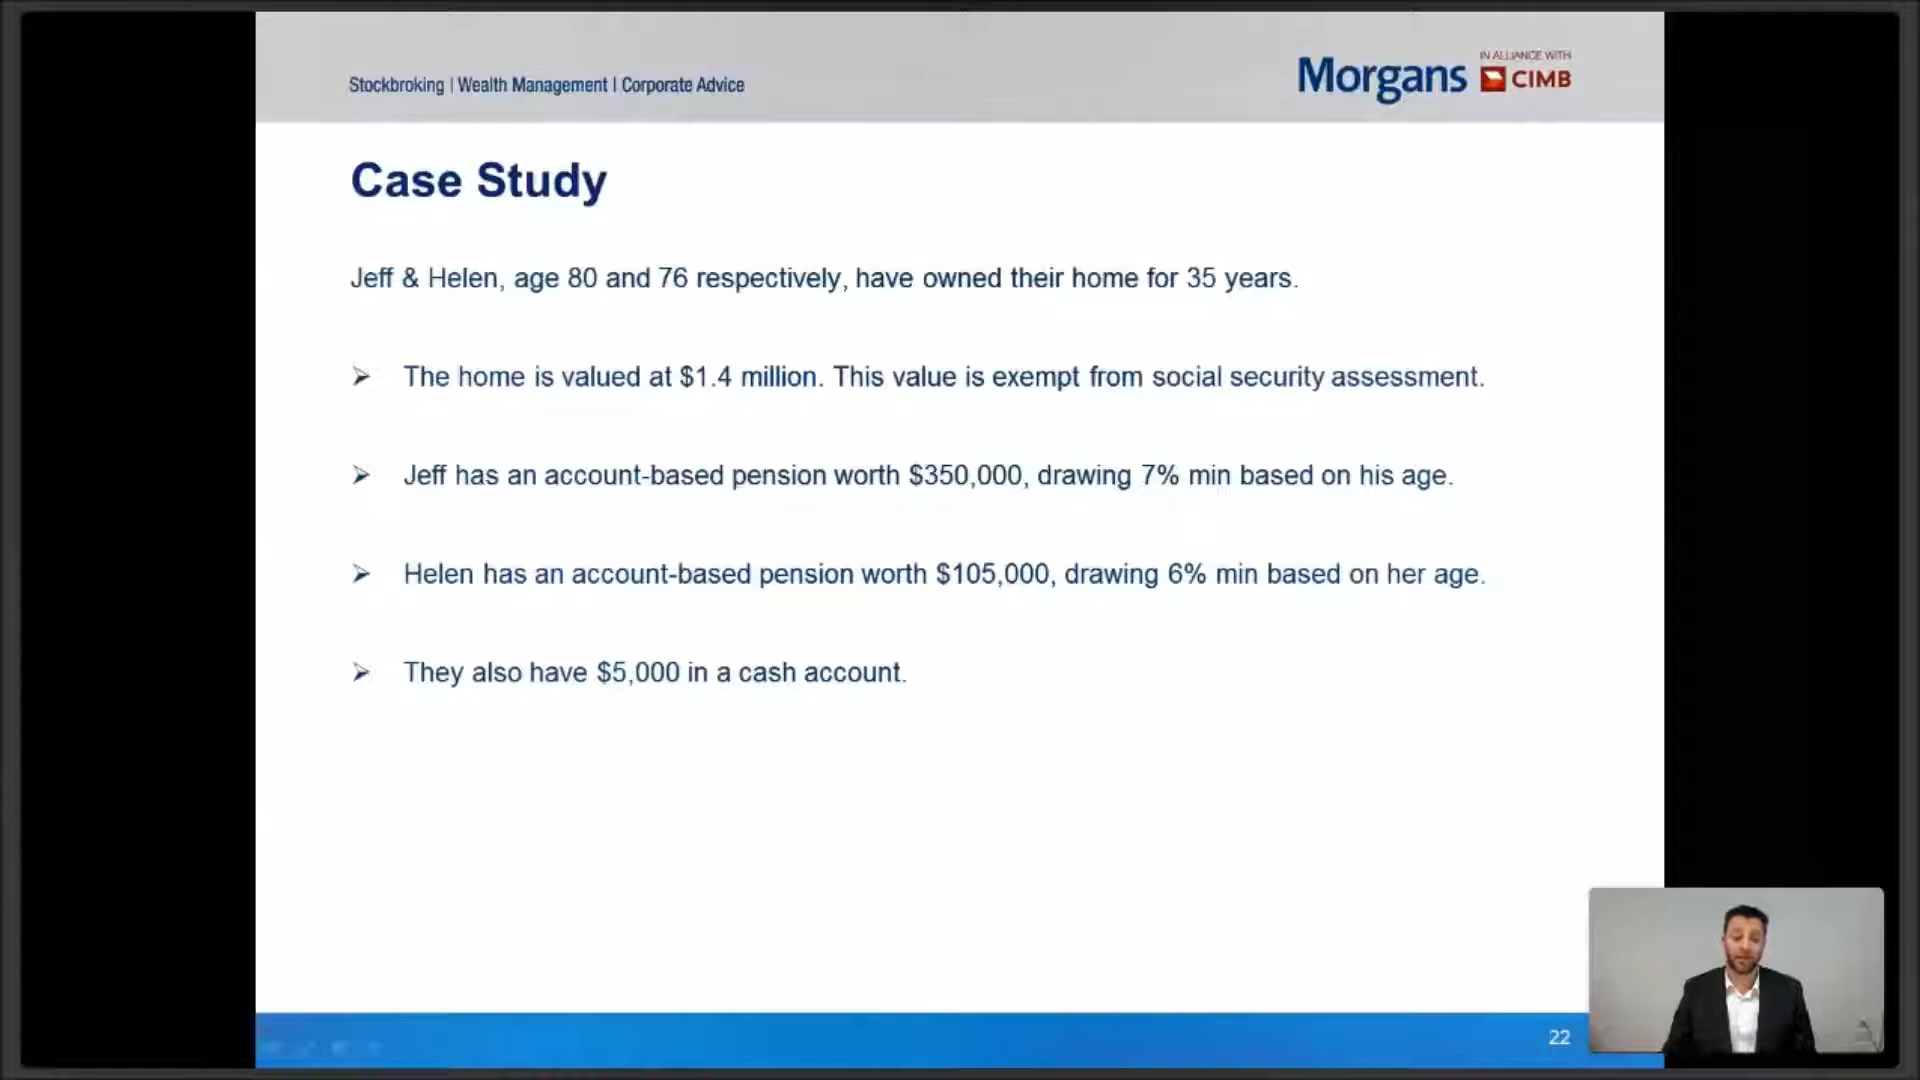 Stockbroking | Wealth Management | Corporate Advice
Morgans
IN ALLIANCE WITH
CIMB
Case Study
Jeff & Helen, age 80 and 76 respectively, have owned their home for 35 years.
➢ The home is valued at $1.4 million. This value is exempt from social security assessment.
➢ Jeff has an account-based pension worth $350,000, drawing 7% min based on his age.
➢ Helen has an account-based pension worth $105,000, drawing 6% min based on her age.
➢ They also have $5,000 in a cash account.
22